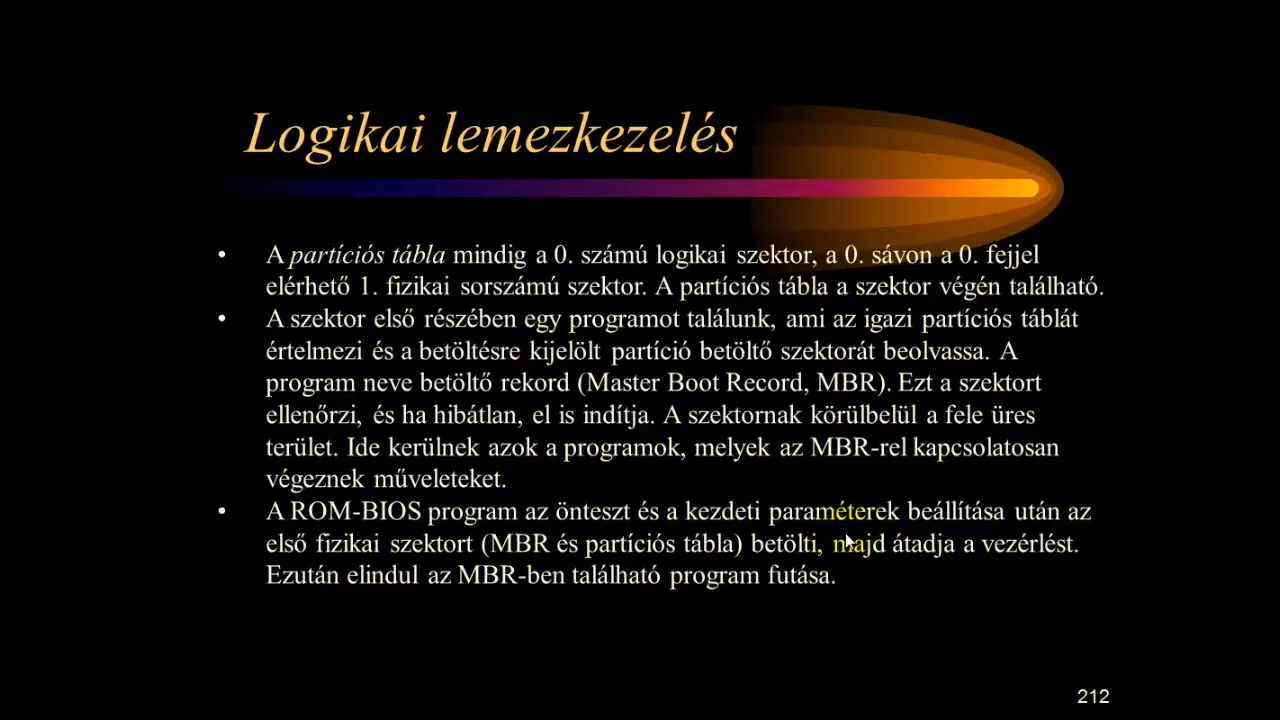 Logikai lemezkezelés
• A partíciós tábla mindig a 0. számú logikai szektor, a 0. sávon a 0. fejjel
elérhető 1. fizikai sorszámú szektor. A partíciós tábla a szektor végén található.
• A szektor első részében egy programot találunk, ami az igazi partíciós táblát
értelmezi és a betöltésre kijelölt partíció betöltő szektorát beolvassa. A
program neve betöltő rekord (Master Boot Record, MBR). Ezt a szektort
ellenőrzi, és ha hibátlan, el is indítja. A szektornak körülbelül a fele üres
terület. Ide kerülnek azok a programok, melyek az MBR-rel kapcsolatosan
végeznek műveleteket.
• A ROM-BIOS program az önteszt és a kezdeti paraméterek beállítása után az
első fizikai szektort (MBR és partíciós tábla) betölti, majd átadja a vezérlést.
Ezután elindul az MBR-ben található program futása.
212